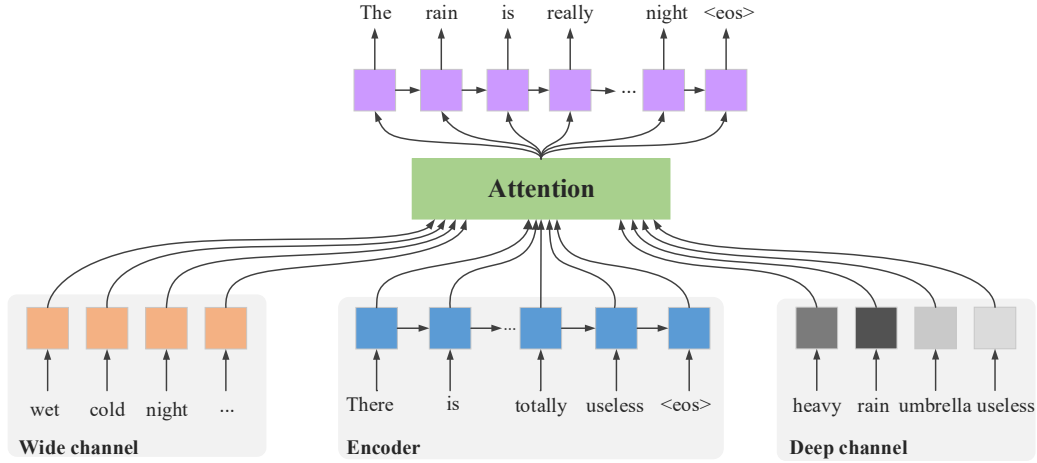 The rain is really night <eos>
...
Attention
...
wet cold night ...
There is totally useless <eos>
heavy rain umbrella useless
Wide channel
Encoder
Deep channel